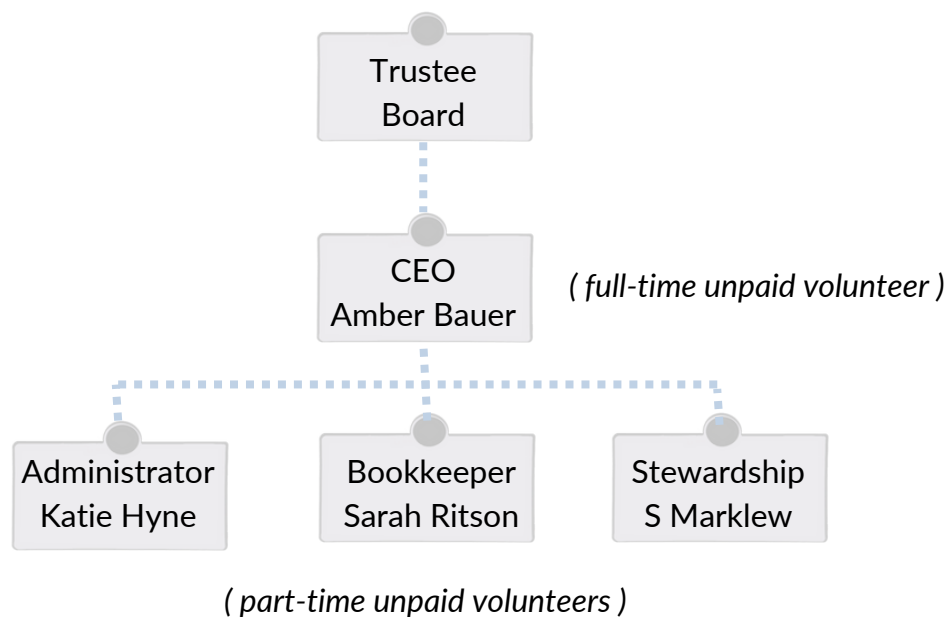 Trustee
Board
CEO
Amber Bauer
( full-time unpaid volunteer )
Administrator
Katie Hyne
Bookkeeper
Sarah Ritson
Stewardship
S Marklew
( part-time unpaid volunteers )